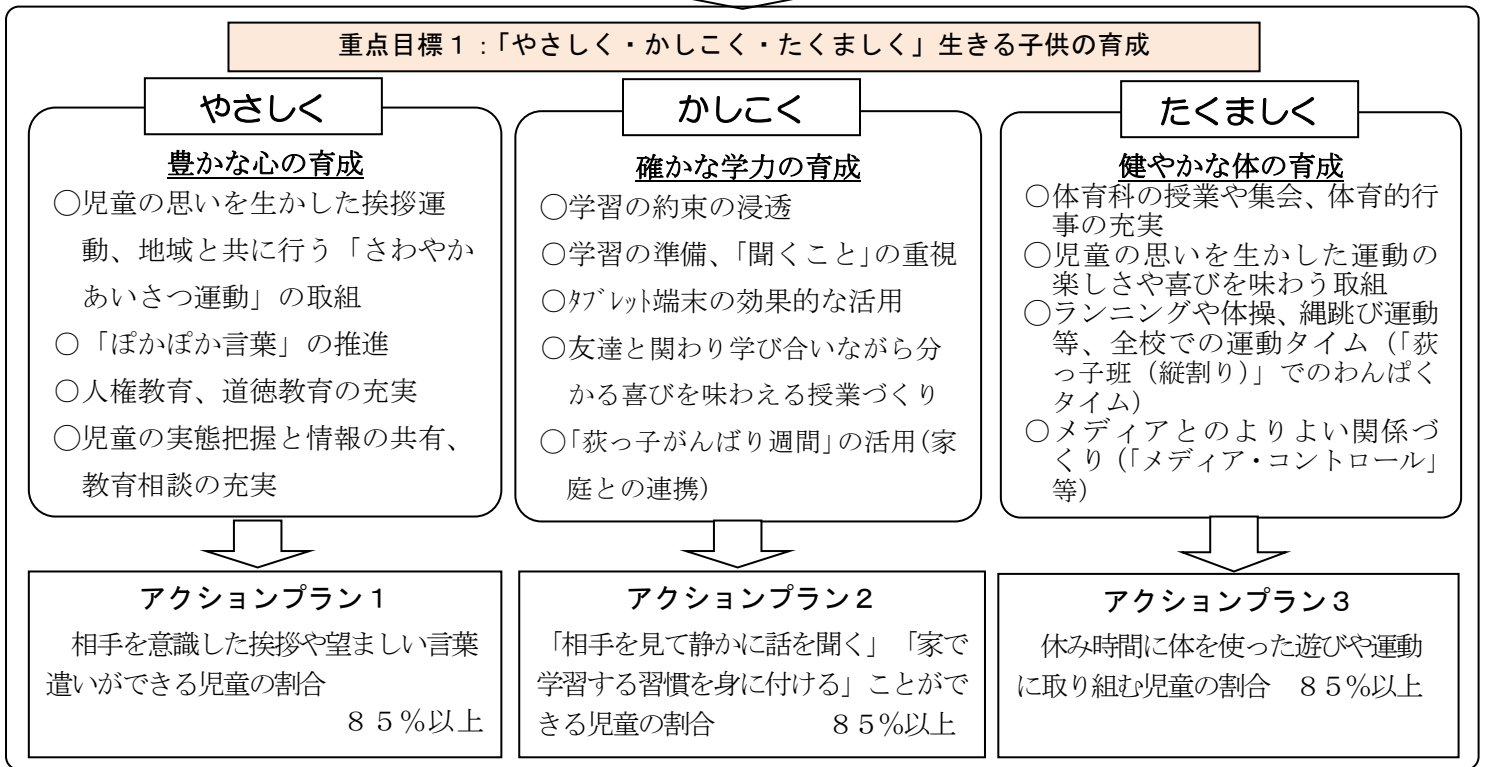 重点目標１：「やさしく・かしこく・たくましく」生きる子供の育成
やさしく
豊かな心の育成
○児童の思いを生かした挨拶運
動、地域と共に行う「さわやか
あいさつ運動」の取組
○「ぽかぽか言葉」の推進
○人権教育、道徳教育の充実
○児童の実態把握と情報の共有、
教育相談の充実
アクションプラン１
相手を意識した挨拶や望ましい言葉
遣いができる児童の割合
８５％以上
かしこく
確かな学力の育成
○学習の約束の浸透
○学習の準備、「聞くこと」の重視
○ﾀﾌﾞﾚｯﾄ端末の効果的な活用
○友達と関わり学び合いながら分
かる喜びを味わえる授業づくり
○「荻っ子がんばり週間」の活用（家
庭との連携）
アクションプラン２
「相手を見て静かに話を聞く」「家で
学習する習慣を身に付ける」ことがで
きる児童の割合　８５％以上
たくましく
健やかな体の育成
○体育科の授業や集会、体育的行
事の充実
○児童の思いを生かした運動の
楽しさや喜びを味わう取組
○ランニングや体操、縄跳び運動
等、全校での運動タイム（「荻
っ子班（縦割り）」でのわんぱく
タイム）
○メディアとのよりよい関係づ
くり（「メディア・コントロール」
等）
アクションプラン３
休み時間に体を使った遊びや運動
に取り組む児童の割合　８５％以上